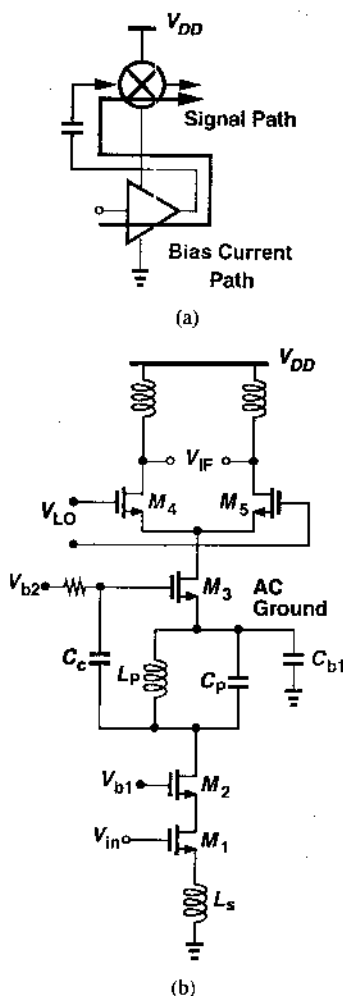 V_DD
Signal Path
Bias Current
Path
(a)
V_DD
V_IF
V_LO
M_4
M_5
V_b2
M_3
AC
Ground
C_c
L_p
C_p
C_b1
V_b1
M_2
V_in
M_1
L_s
(b)